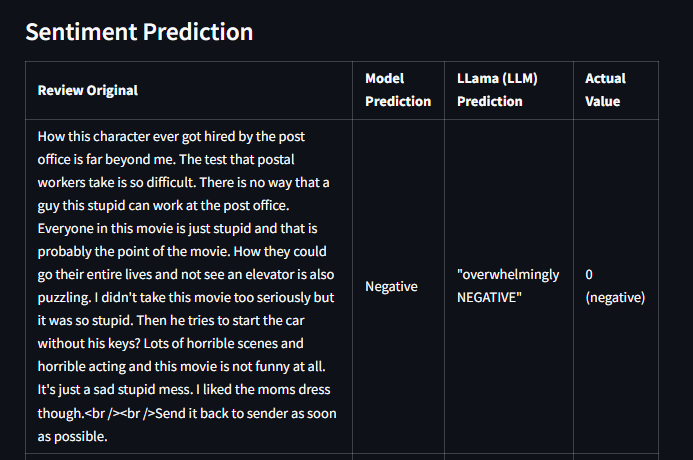 Sentiment Prediction
Review Original
Model
Prediction
LLama (LLM)
Prediction
Actual
Value
How this character ever got hired by the post
office is far beyond me. The test that postal
workers take is so difficult. There is no way that a
guy this stupid can work at the post office.
Everyone in this movie is just stupid and that is
probably the point of the movie. How they could
go their entire lives and not see an elevator is also
puzzling. I didn't take this movie too seriously but
it was so stupid. Then he tries to start the car
without his keys? Lots of horrible scenes and
horrible acting and this movie is not funny at all.
It's just a sad stupid mess. I liked the moms dress
though.<br /><br />Send it back to sender as soon
as possible.
Negative
"overwhelmingly
NEGATIVE"
0
(negative)